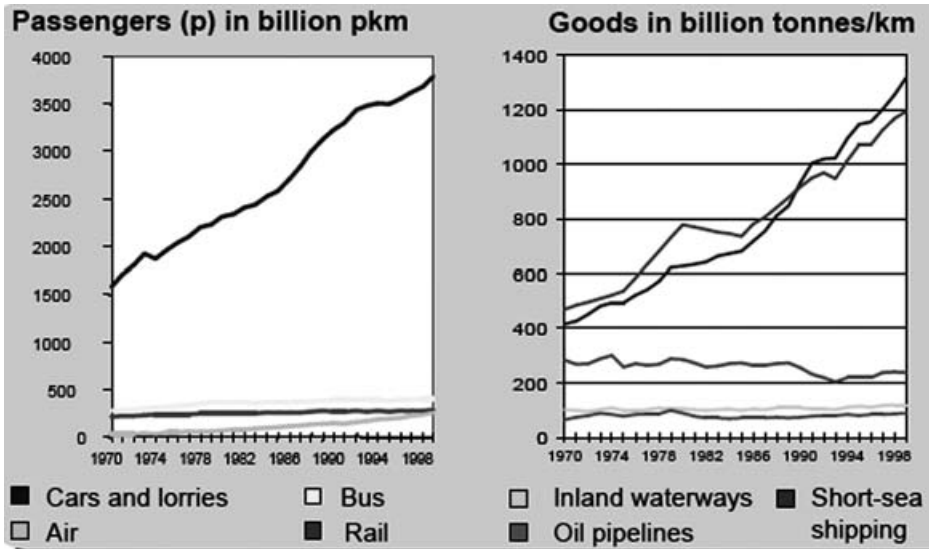 Passengers (p) in billion pkm
4000
3500
3000
2500
2000
1500
1000
500
0
1970 1974 1978 1982 1986 1990 1994 1998
Cars and lorries
Bus
Air
Rail
Goods in billion tonnes/km
1400
1200
1000
800
600
400
200
0
1970 1974 1978 1982 1986 1990 1994 1998
Inland waterways
Short-sea
shipping
Oil pipelines